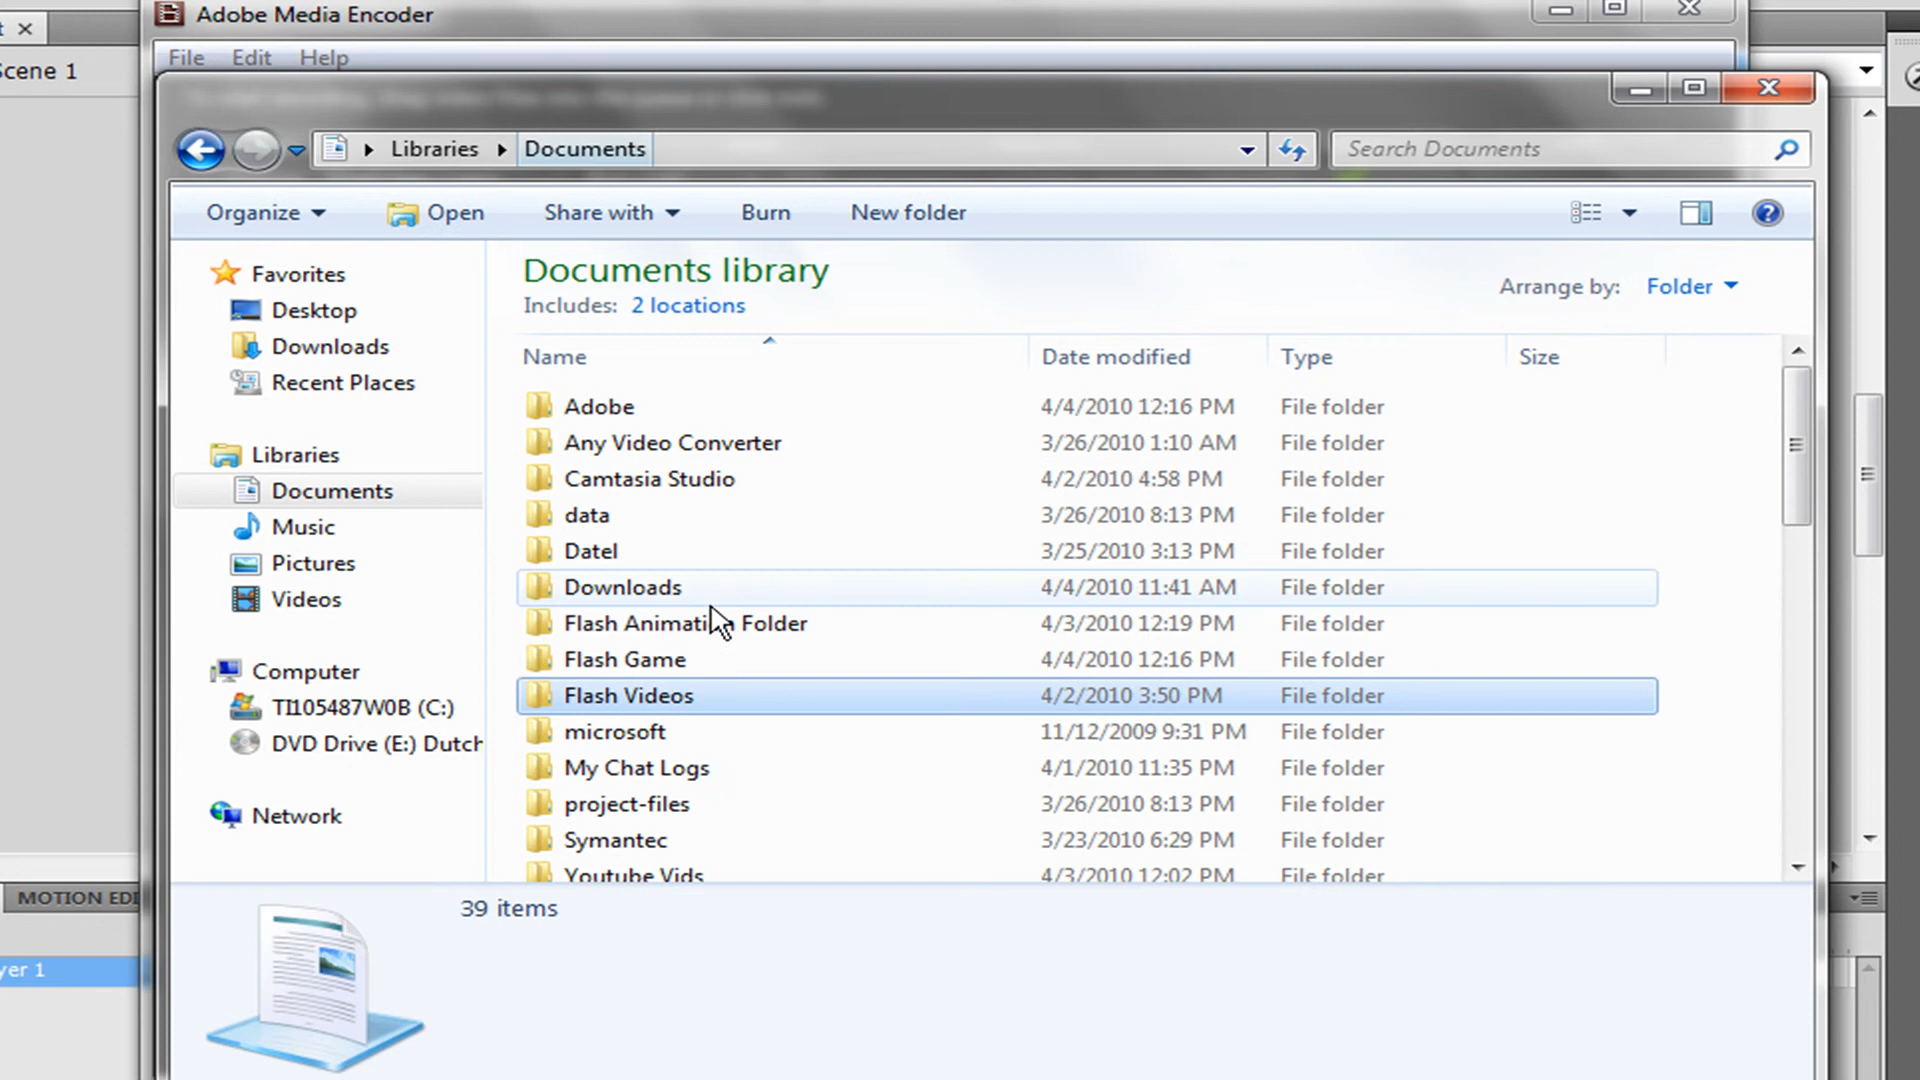 Adobe Media Encoder
File Edit Help
Scene 1
Libraries Documents
Search Documents
Organize Open Share with Burn New folder
Favorites
Desktop
Downloads
Recent Places
Libraries
Documents
Music
Pictures
Videos
Computer
TI105487W0B (C:)
DVD Drive (E:) Dutch
Network
Documents library
Includes: 2 locations
Arrange by: Folder
Name Date modified Type Size
Adobe 4/4/2010 12:16 PM File folder
Any Video Converter 3/26/2010 1:10 AM File folder
Camtasia Studio 4/2/2010 4:58 PM File folder
data 3/26/2010 8:13 PM File folder
Datel 3/25/2010 3:13 PM File folder
Downloads 4/4/2010 11:41 AM File folder
Flash Animation Folder 4/3/2010 12:19 PM File folder
Flash Game 4/4/2010 12:16 PM File folder
Flash Videos 4/2/2010 3:50 PM File folder
microsoft 11/12/2009 9:31 PM File folder
My Chat Logs 4/1/2010 11:35 PM File folder
project-files 3/26/2010 8:13 PM File folder
Symantec 3/23/2010 6:29 PM File folder
Youtube Vids 4/3/2010 12:02 PM File folder
39 items
MOTION EDI
yer 1